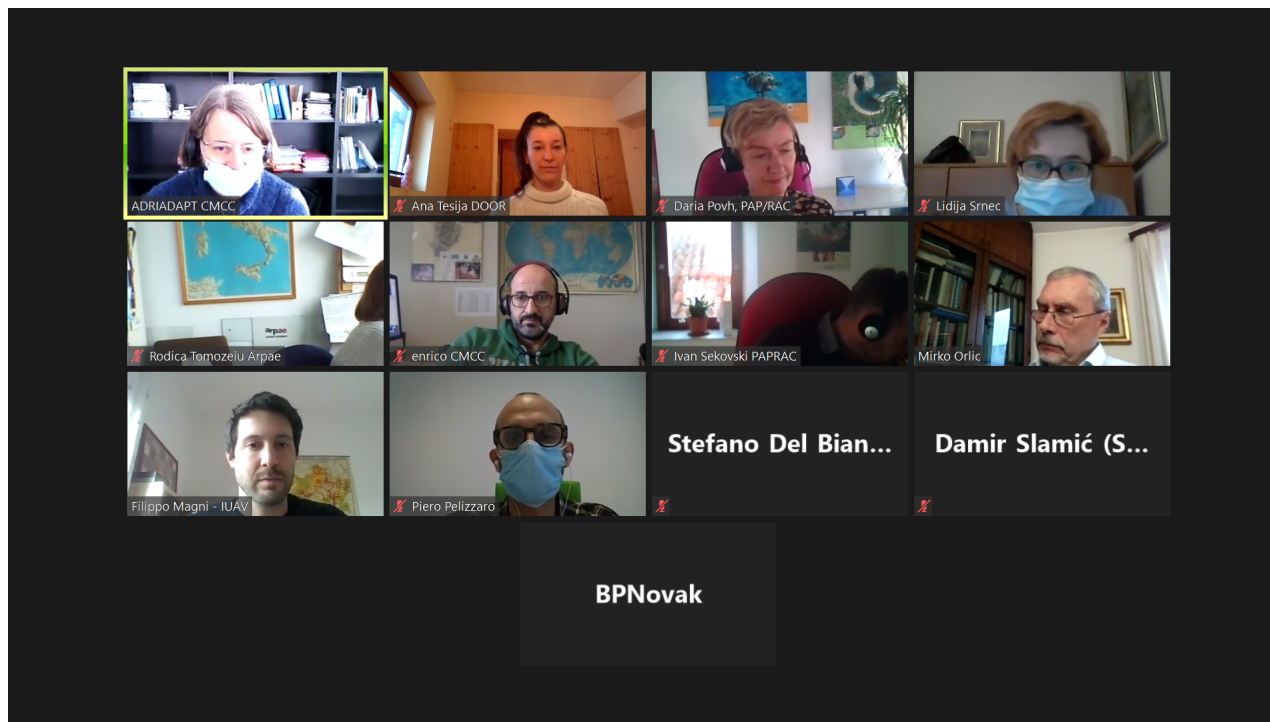 ADRIADAPT CMCC
Ana Tesija DOOR
Daria Povh, PAP/RAC
Lidija Srnec
arpae
Rodica Tomozeiu Arpae
enrico CMCC
Ivan Sekovski PAPRAC
Mirko Orlic
Filippo Magni - IUAV
Piero Pelizzaro
Stefano Del Bian...
Damir Slamić (S...
BPNovak